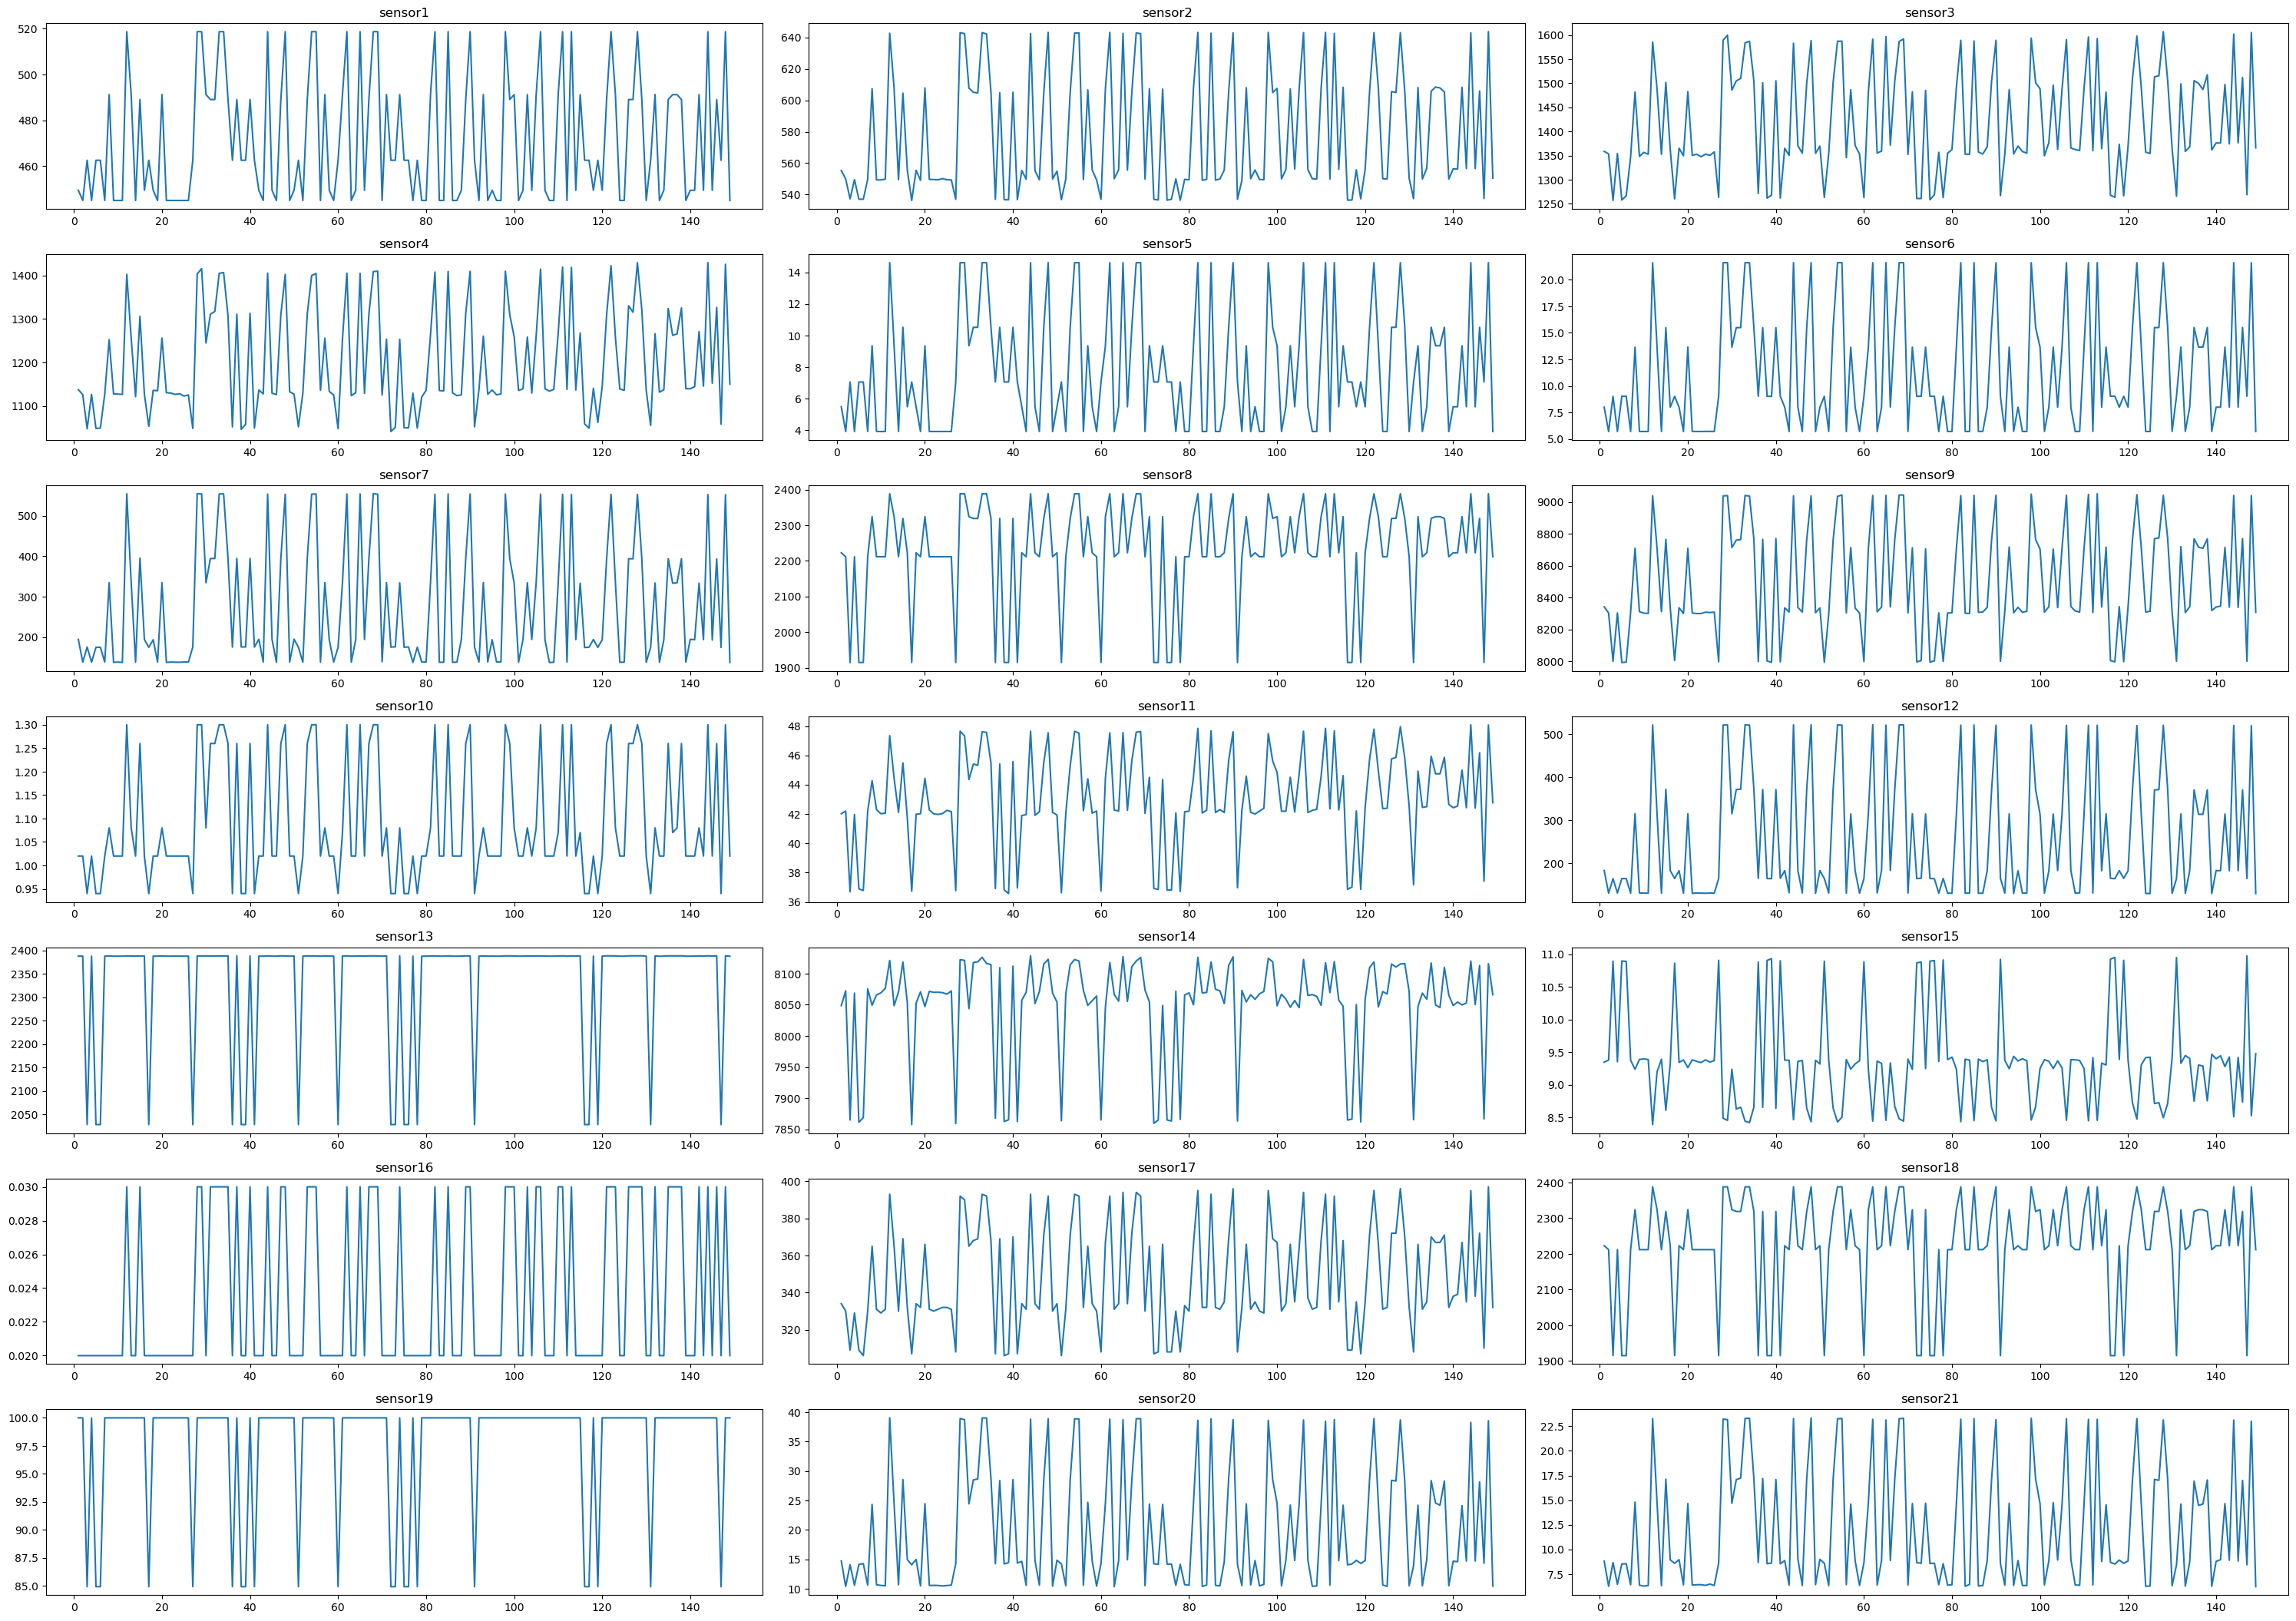 sensor1 sensor2 sensor3
520 640 1600
500 620 1550
480 600 1500
460 580 1450
560 1400
540 1350
1300
1250
0 20 40 60 80 100 120 140 0 20 40 60 80 100 120 140 0 20 40 60 80 100 120 140
sensor4 sensor5 sensor6
1400 14 20.0
1300 12 17.5
1200 10 15.0
1100 8 12.5
6 10.0
4 7.5
5.0
0 20 40 60 80 100 120 140 0 20 40 60 80 100 120 140 0 20 40 60 80 100 120 140
sensor7 sensor8 sensor9
500 2400 9000
400 2300 8800
300 2200 8600
200 2100 8400
2000 8200
1900 8000
0 20 40 60 80 100 120 140 0 20 40 60 80 100 120 140 0 20 40 60 80 100 120 140
sensor10 sensor11 sensor12
1.30 48 500
1.25 46 400
1.20 44 300
1.15 42 200
1.10 40
1.05 38
1.00 36
0.95
0 20 40 60 80 100 120 140 0 20 40 60 80 100 120 140 0 20 40 60 80 100 120 140
sensor13 sensor14 sensor15
2400 8100 11.0
2350 8050 10.5
2300 8000 10.0
2250 7950 9.5
2200 7900 9.0
2150 7850 8.5
2100
2050
0 20 40 60 80 100 120 140 0 20 40 60 80 100 120 140 0 20 40 60 80 100 120 140
sensor16 sensor17 sensor18
0.030 400 2400
0.028 380 2300
0.026 360 2200
0.024 340 2100
0.022 320 2000
0.020 1900
0 20 40 60 80 100 120 140 0 20 40 60 80 100 120 140 0 20 40 60 80 100 120 140
sensor19 sensor20 sensor21
100.0 40 22.5
97.5 35 20.0
95.0 30 17.5
92.5 25 15.0
90.0 20 12.5
87.5 15 10.0
85.0 10 7.5
0 20 40 60 80 100 120 140 0 20 40 60 80 100 120 140 0 20 40 60 80 100 120 140